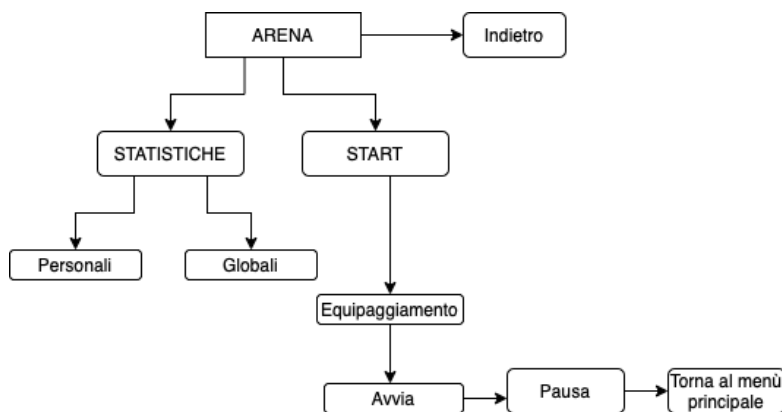 ARENA
Indietro
STATISTICHE
START
Personali
Globali
Equipaggiamento
Avvia
Pausa
Torna al menù
principale